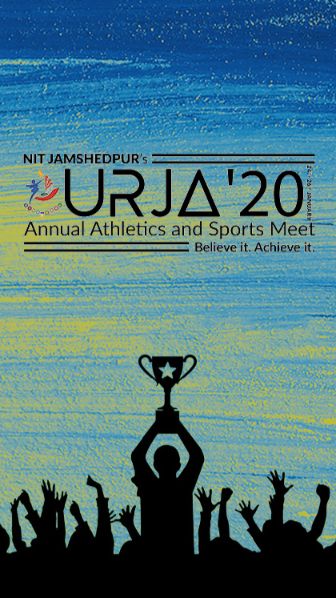 NIT JAMSHEDPUR's
URJA '20
Annual Athletics and Sports Meet
Believe it. Achieve it.